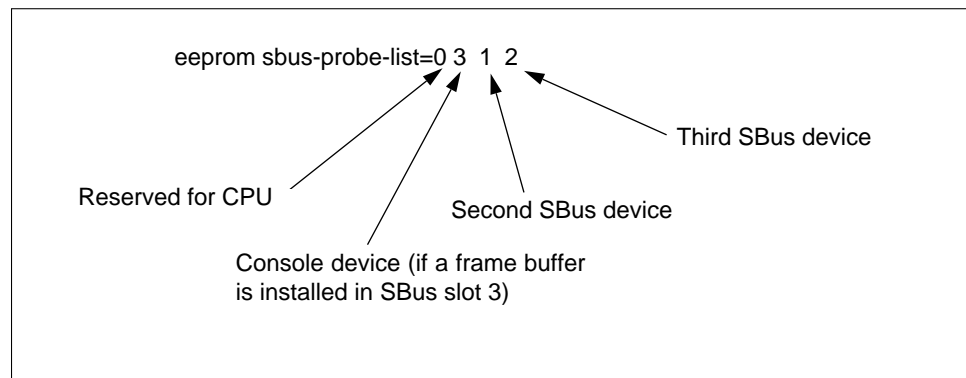 eeprom sbus-probe-list=0 3 1 2
Third SBus device
Reserved for CPU
Second SBus device
Console device (if a frame buffer
is installed in SBus slot 3)